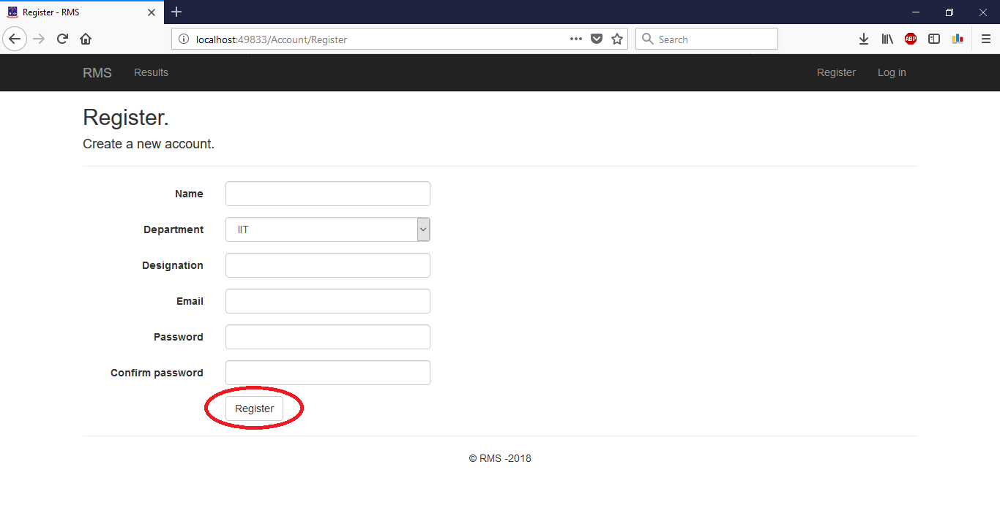 Register - RMS
localhost:49833/Account/Register
Search
ABP
RMS Results Register Log in
Register.
Create a new account.
Name
Department IIT
Designation
Email
Password
Confirm password
Register
© RMS -2018